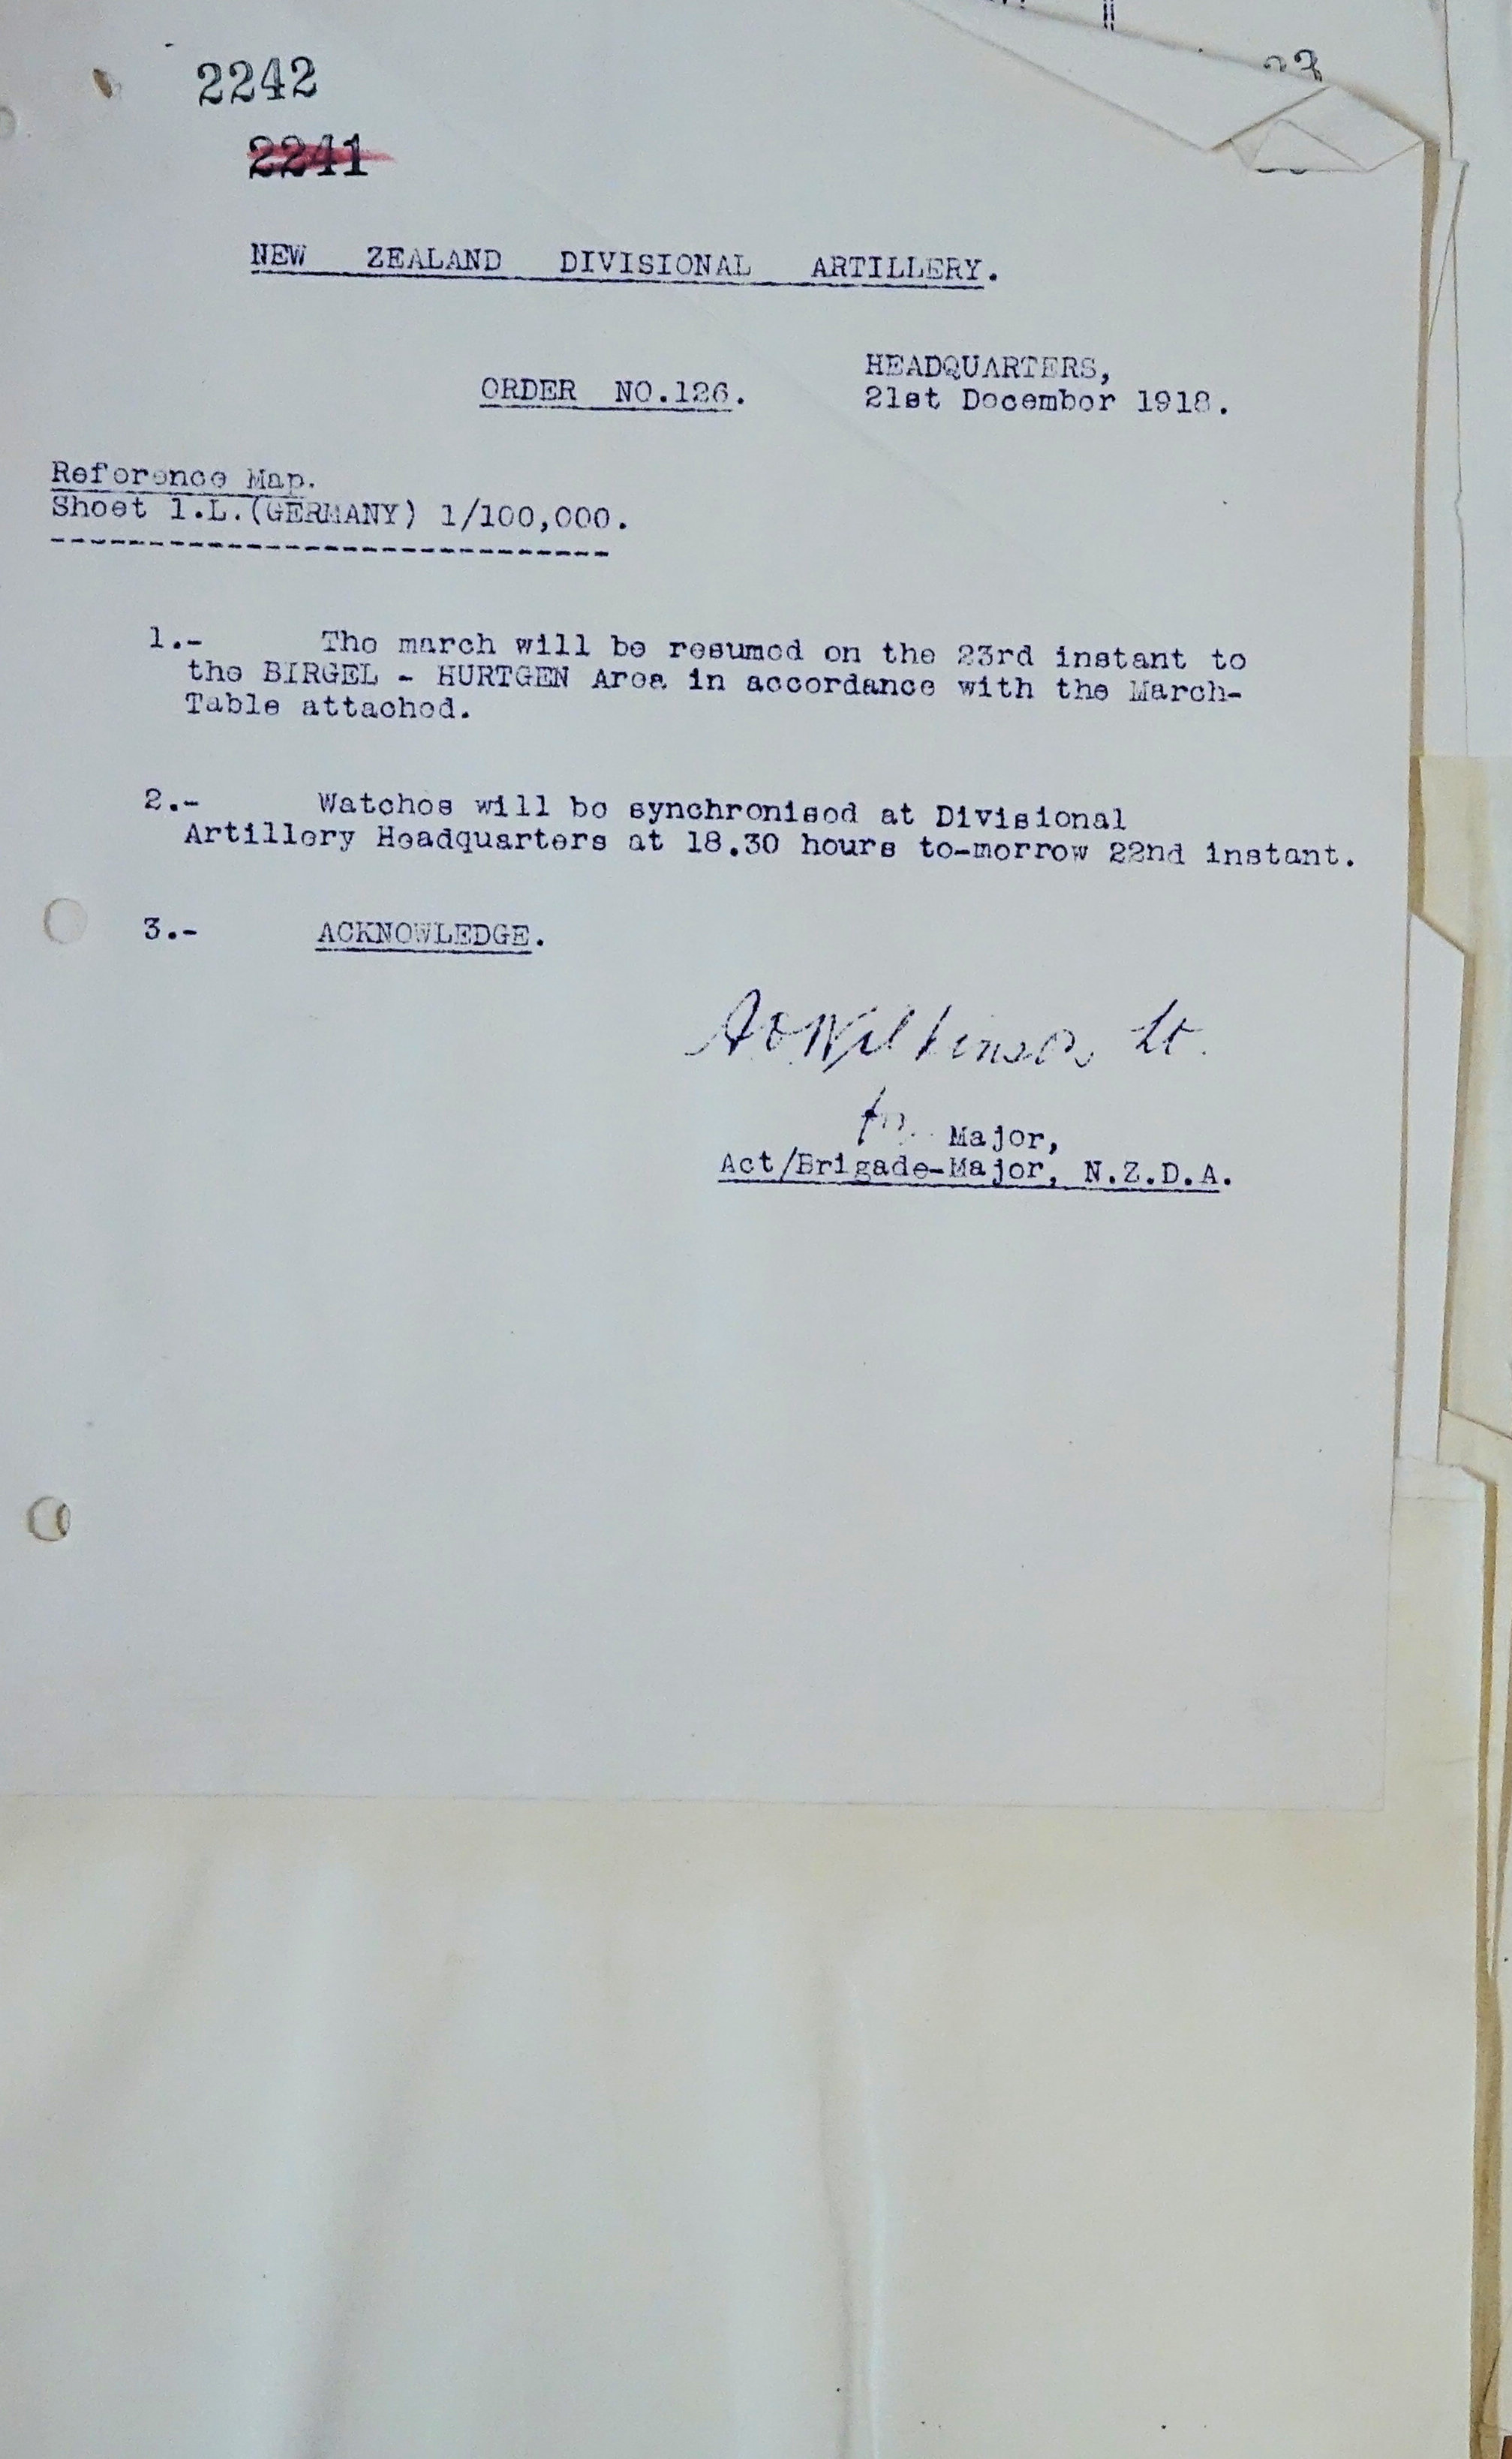 2242
2241
NEW ZEALAND DIVISIONAL ARTILLERY.
HEADQUARTERS,
ORDER NO.126. 21st December 1918.
Reference Map.
Sheet 1.L.(GERMANY) 1/100,000.
1.- The march will be resumed on the 23rd instant to
the BIRGEL - HURTGEN Area in accordance with the March-
Table attached.
2.- Watches will be synchronised at Divisional
Artillery Headquarters at 18.30 hours to-morrow 22nd instant.
3.- ACKNOWLEDGE.
Wilkinson Lt.
for Major,
Act/Brigade-Major, N.Z.D.A.